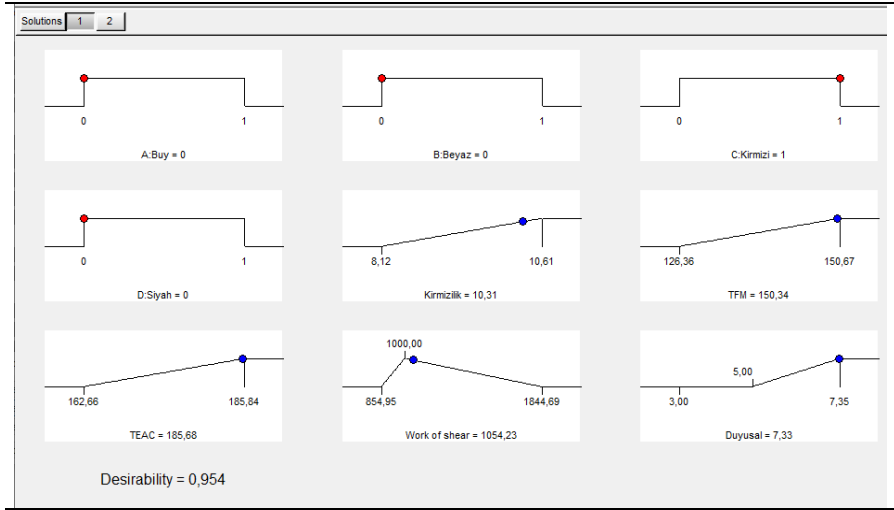 Solutions 1 2
0 1
A:Buy = 0
0 1
B:Beyaz = 0
0 1
C:Kirmizi = 1
0 1
D:Siyah = 0
8,12 10,61
Kirmizilik = 10,31
126,36 150,67
TFM = 150,34
162,66 185,84
TEAC = 185,68
1000,00
854,95 1844,69
Work of shear = 1054,23
5,00
3,00 7,35
Duyusal = 7,33
Desirability = 0,954